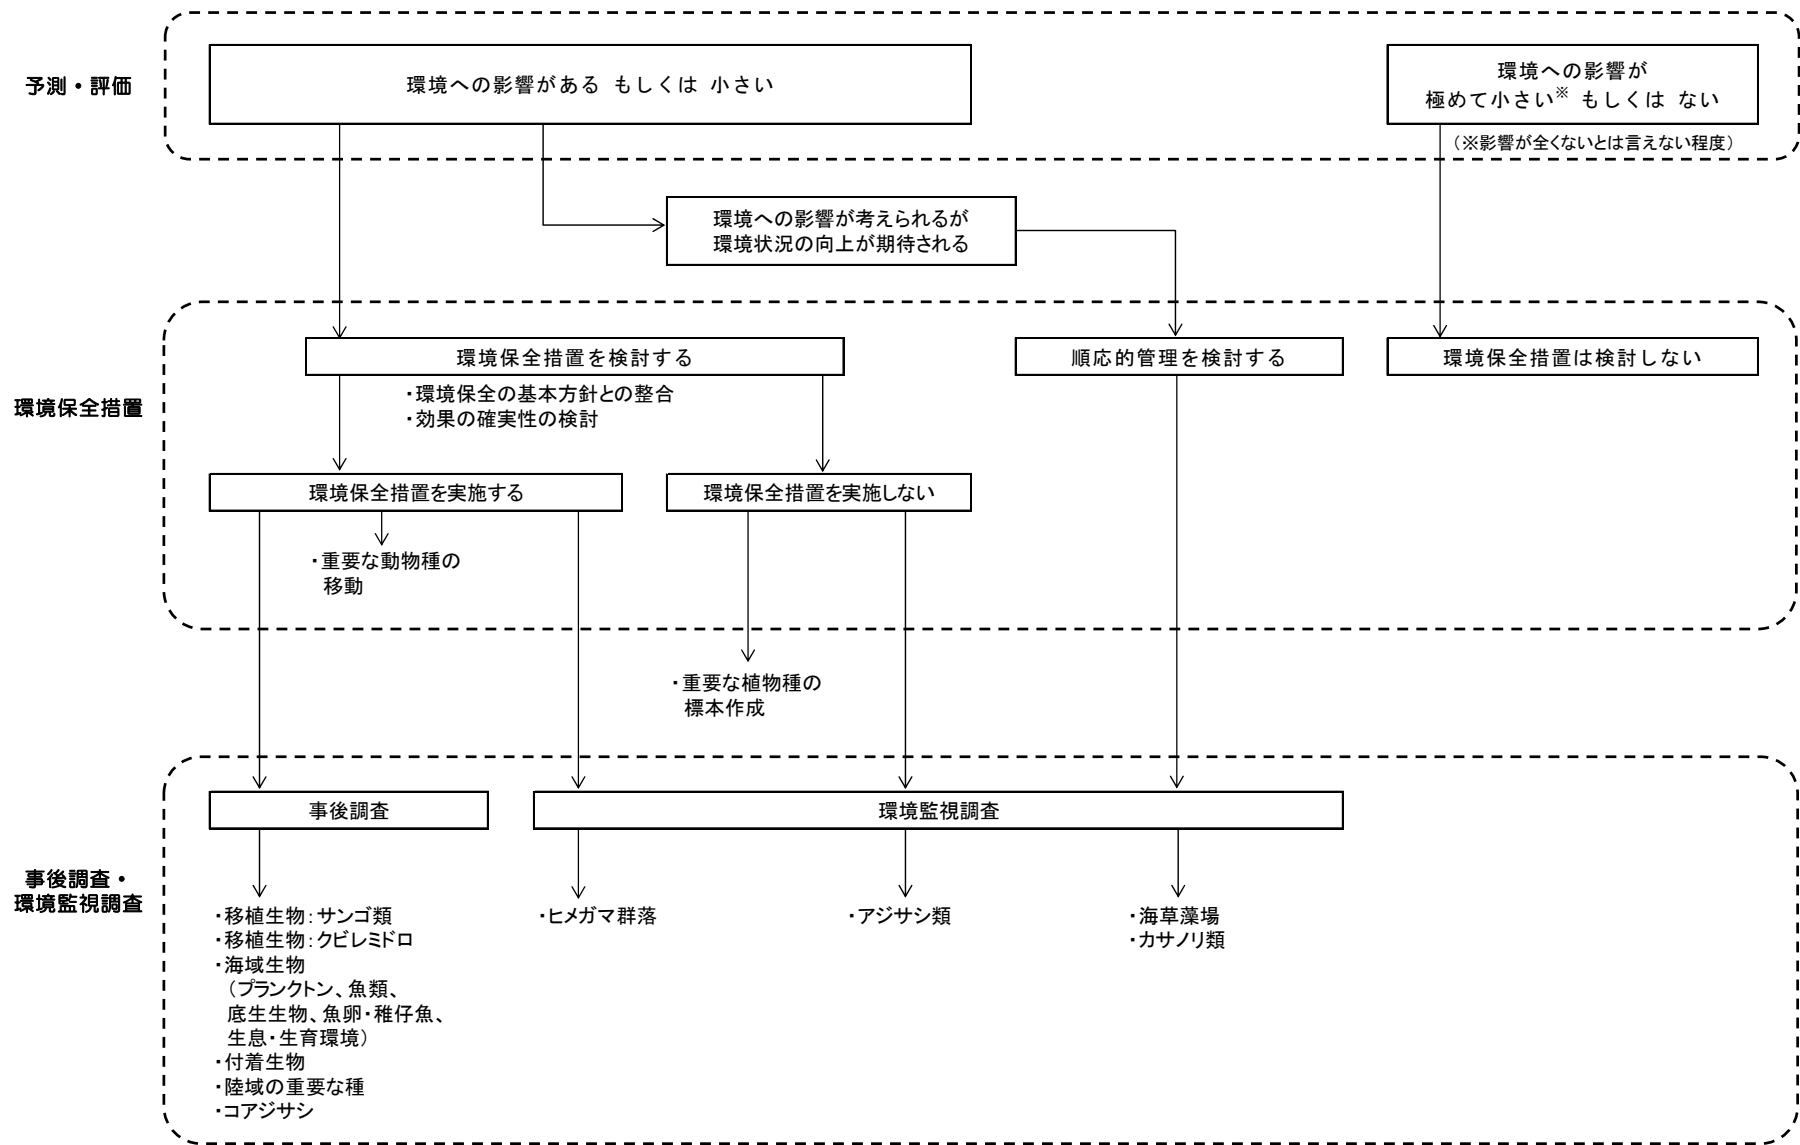 予測・評価
環境への影響がある もしくは 小さい
環境への影響が
極めて小さい※ もしくは ない
（※影響が全くないとは言えない程度）
環境への影響が考えられるが
環境状況の向上が期待される
環境保全措置
環境保全措置を検討する
順応的管理を検討する
環境保全措置は検討しない
・環境保全の基本方針との整合
・効果の確実性の検討
環境保全措置を実施する
環境保全措置を実施しない
・重要な動物種の
移動
・重要な植物種の
標本作成
事後調査・
環境監視調査
事後調査
環境監視調査
・移植生物：サンゴ類
・移植生物：クビレミドロ
・海域生物
（プランクトン、魚類、
底生生物、魚卵・稚仔魚、
生息・生育環境）
・付着生物
・陸域の重要な種
・コアジサシ
・ヒメガマ群落
・アジサシ類
・海草藻場
・カサノリ類